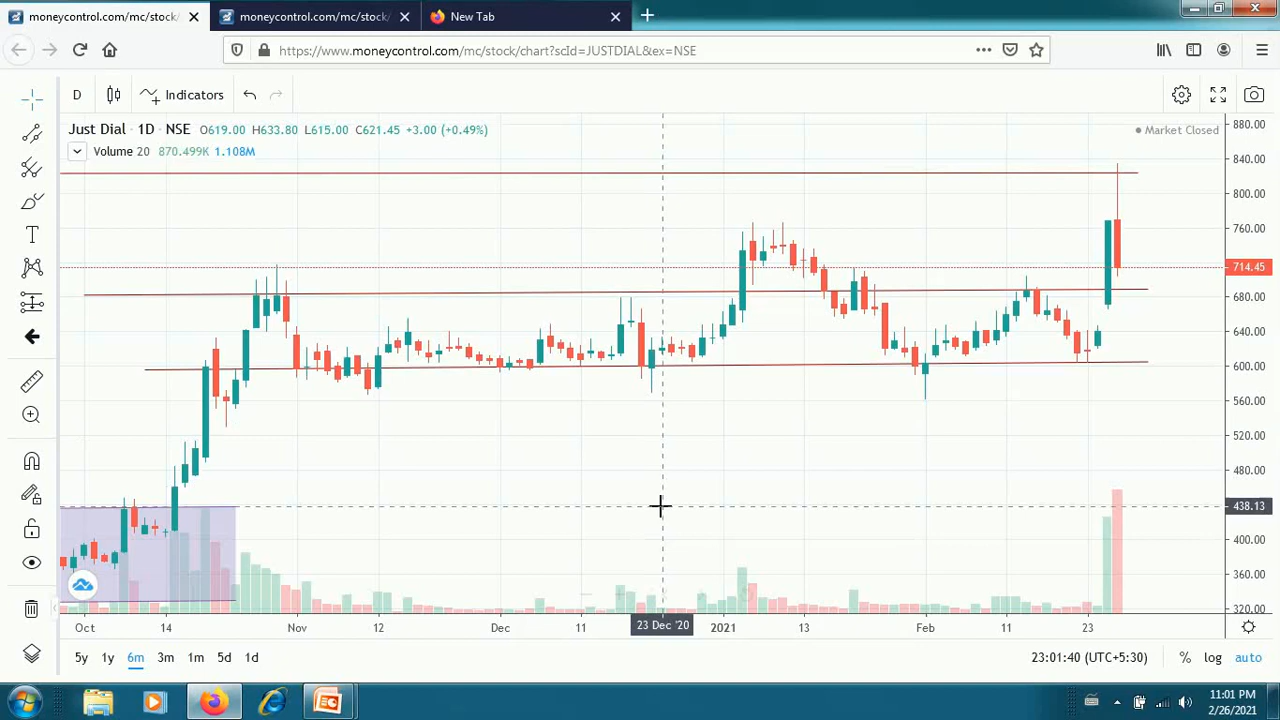 moneycontrol.com/mc/stock/
moneycontrol.com/mc/stock/
New Tab
https://www.moneycontrol.com/mc/stock/chart?scId=JUSTDIAL&ex=NSE
D
Indicators
Just Dial · 1D · NSE O619.00 H633.80 L615.00 C621.45 +3.00 (+0.49%)
Market Closed
Volume 20 870.499K 1.108M
880.00
840.00
800.00
760.00
714.45
680.00
640.00
600.00
560.00
520.00
480.00
438.13
400.00
360.00
320.00
Oct 14 Nov 12 Dec 11 23 Dec '20 2021 13 Feb 11 23
5y 1y 6m 3m 1m 5d 1d
23:01:40 (UTC+5:30) % log auto
11:01 PM
2/26/2021